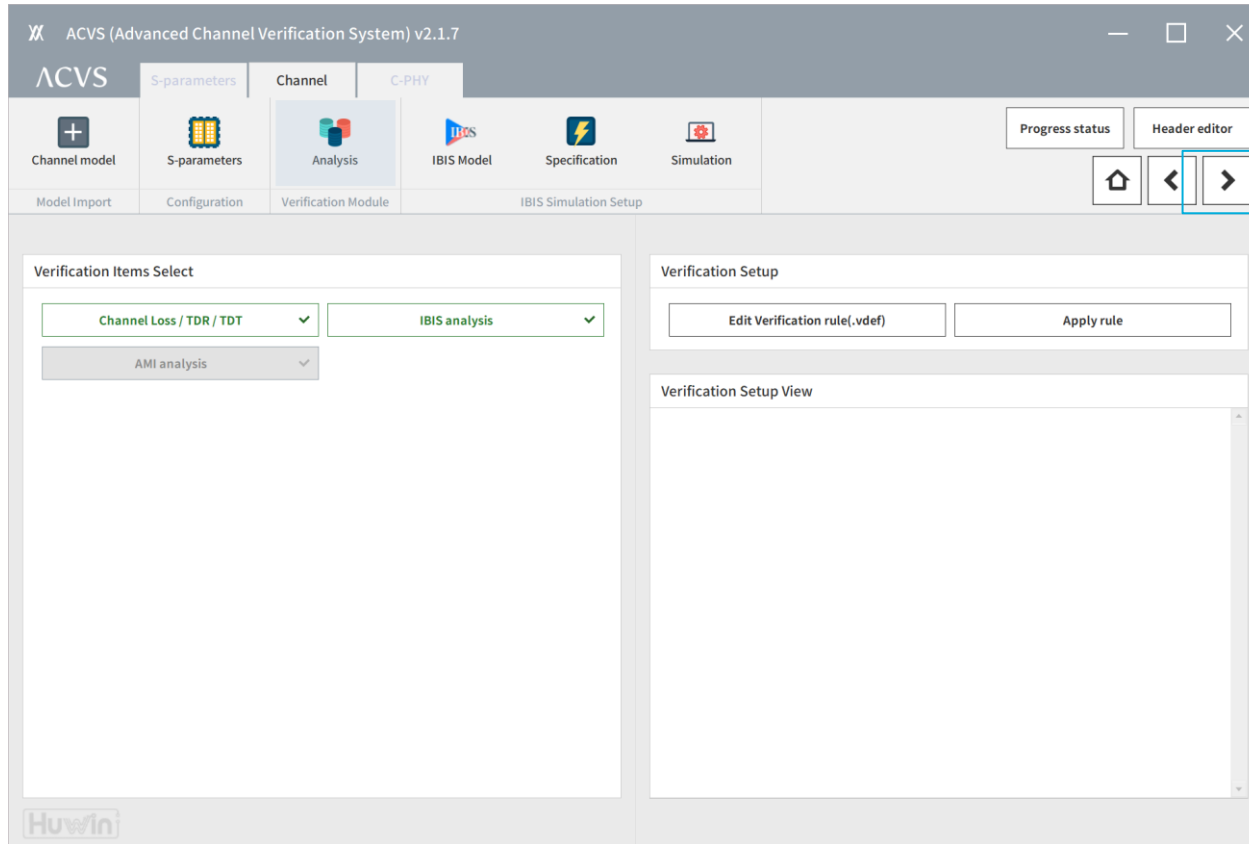 ACVS (Advanced Channel Verification System) v2.1.7
ΛCVS
S-parameters
Channel
C-PHY
Channel model
S-parameters
Analysis
IBIS Model
Specification
Simulation
Progress status
Header editor
Model Import
Configuration
Verification Module
IBIS Simulation Setup
Verification Items Select
Channel Loss / TDR / TDT
IBIS analysis
AMI analysis
Verification Setup
Edit Verification rule(.vdef)
Apply rule
Verification Setup View
Huwin